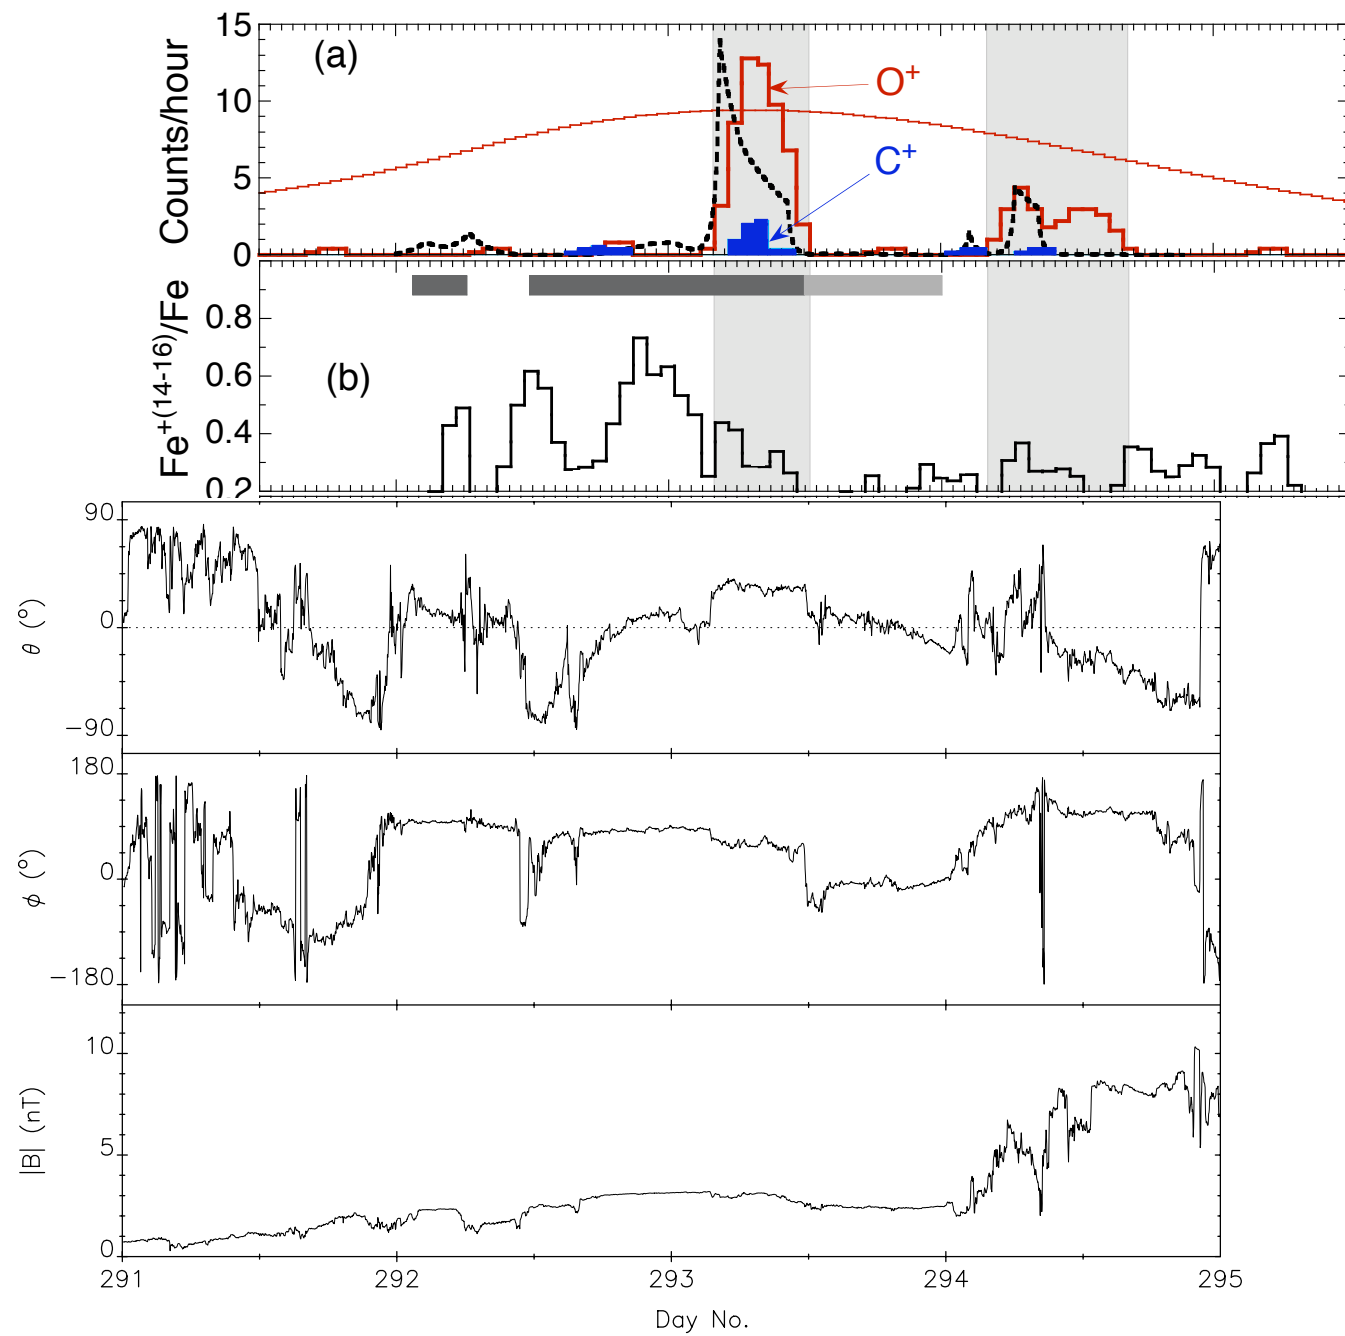 15
(a)
O⁺
10
C⁺
5
0
Counts/hour
0.8
0.6
(b)
0.4
0.2
Fe⁺⁽¹⁴⁻¹⁶⁾/Fe
90
0
−90
θ (°)
180
0
−180
ϕ (°)
10
5
0
|B| (nT)
291 292 293 294 295
Day No.